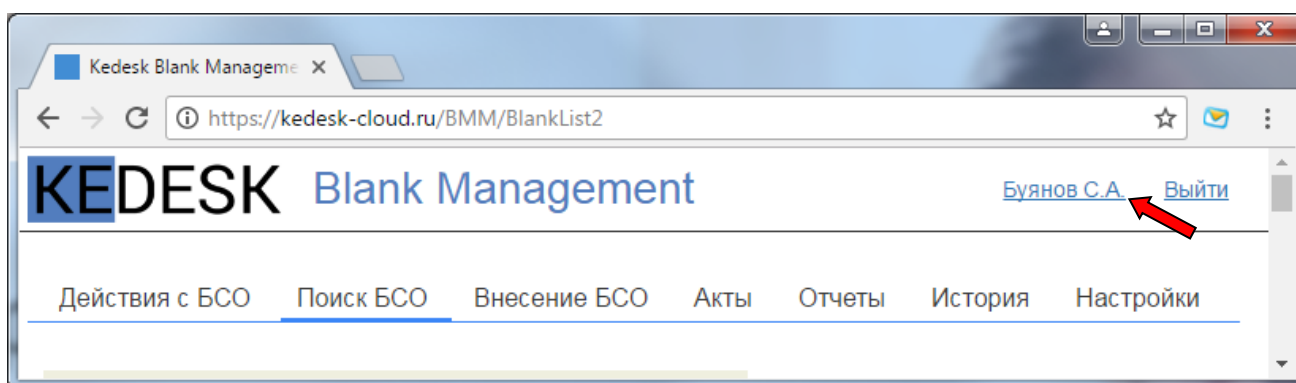 Kedesk Blank Manageme
https://kedesk-cloud.ru/BMM/BlankList2
KEDESK Blank Management Буянов С.А. Выйти
Действия с БСО Поиск БСО Внесение БСО Акты Отчеты История Настройки